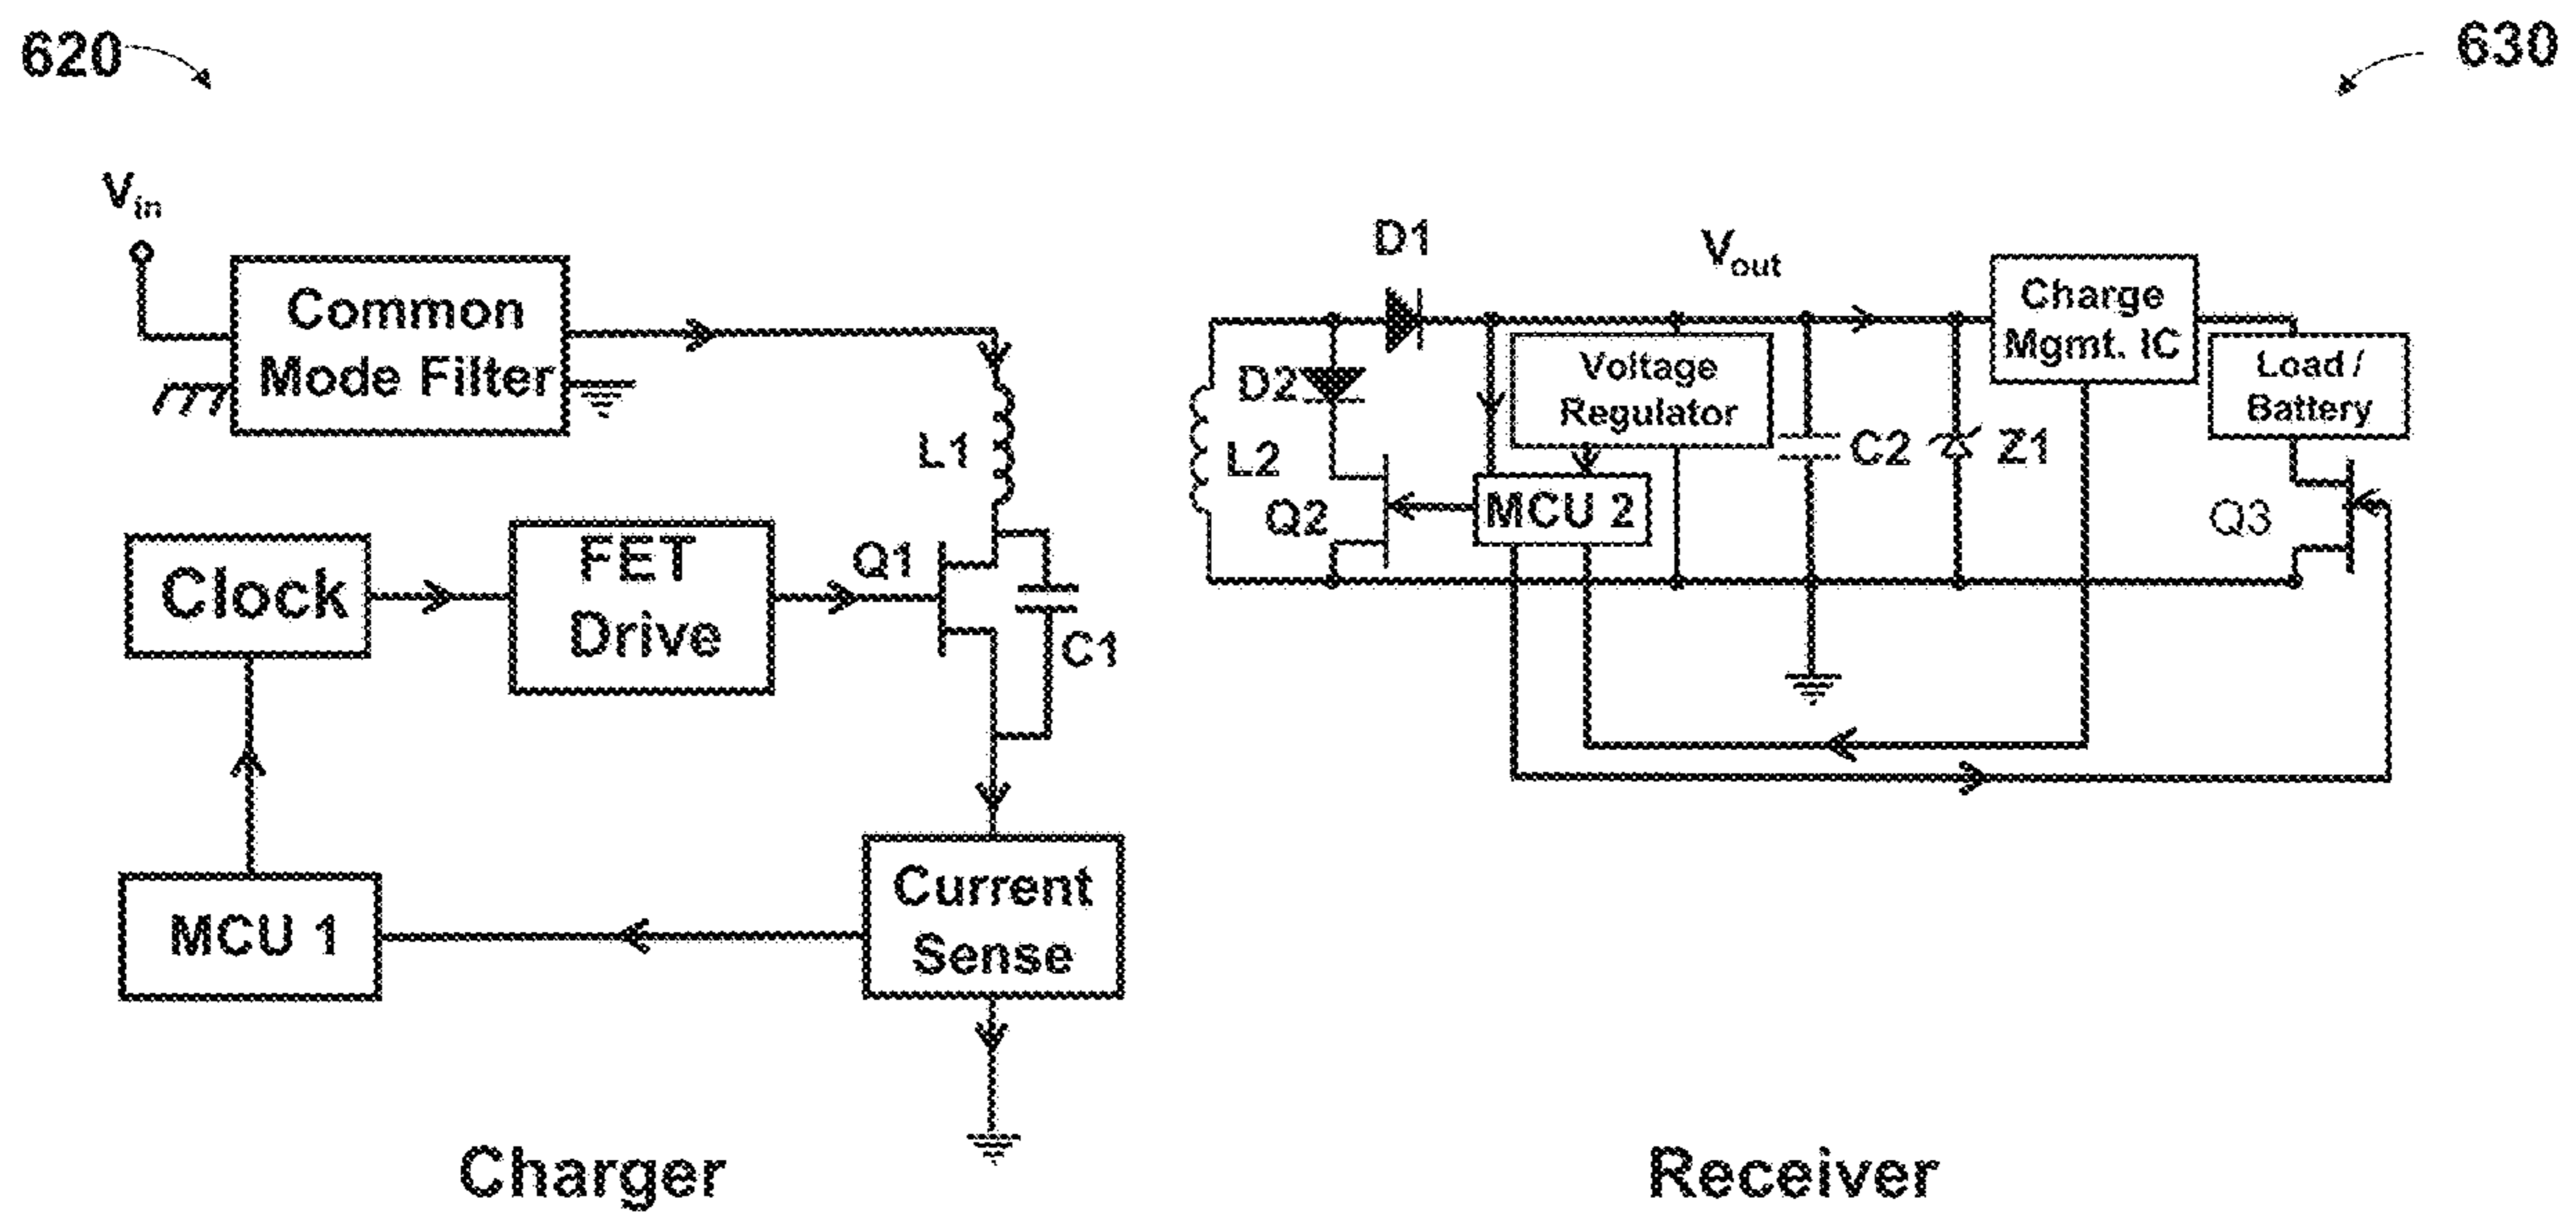 620
630
Vin
Common
Mode Filter
L1
Clock
FET
Drive
Q1
C1
MCU 1
Current
Sense
Charger
D1
Vout
Charge
Mgmt. IC
Voltage
Regulator
Load /
Battery
D2
L2
C2
Z1
Q2
MCU 2
Q3
Receiver